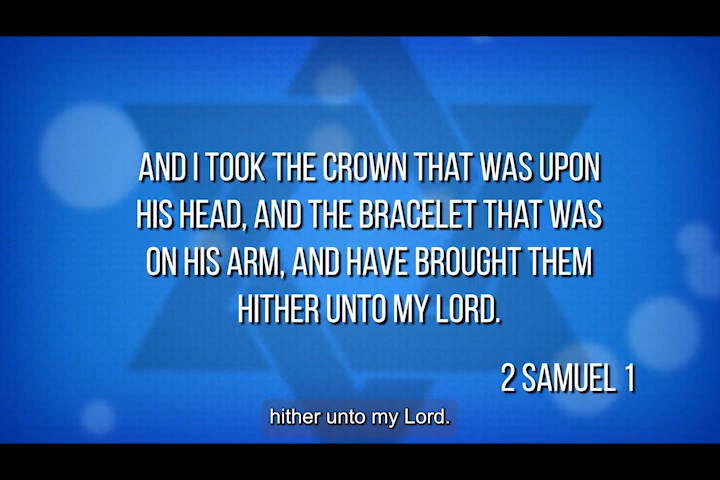 AND I TOOK THE CROWN THAT WAS UPON
HIS HEAD, AND THE BRACELET THAT WAS
ON HIS ARM, AND HAVE BROUGHT THEM
HITHER UNTO MY LORD.
2 SAMUEL 1
hither unto my Lord.